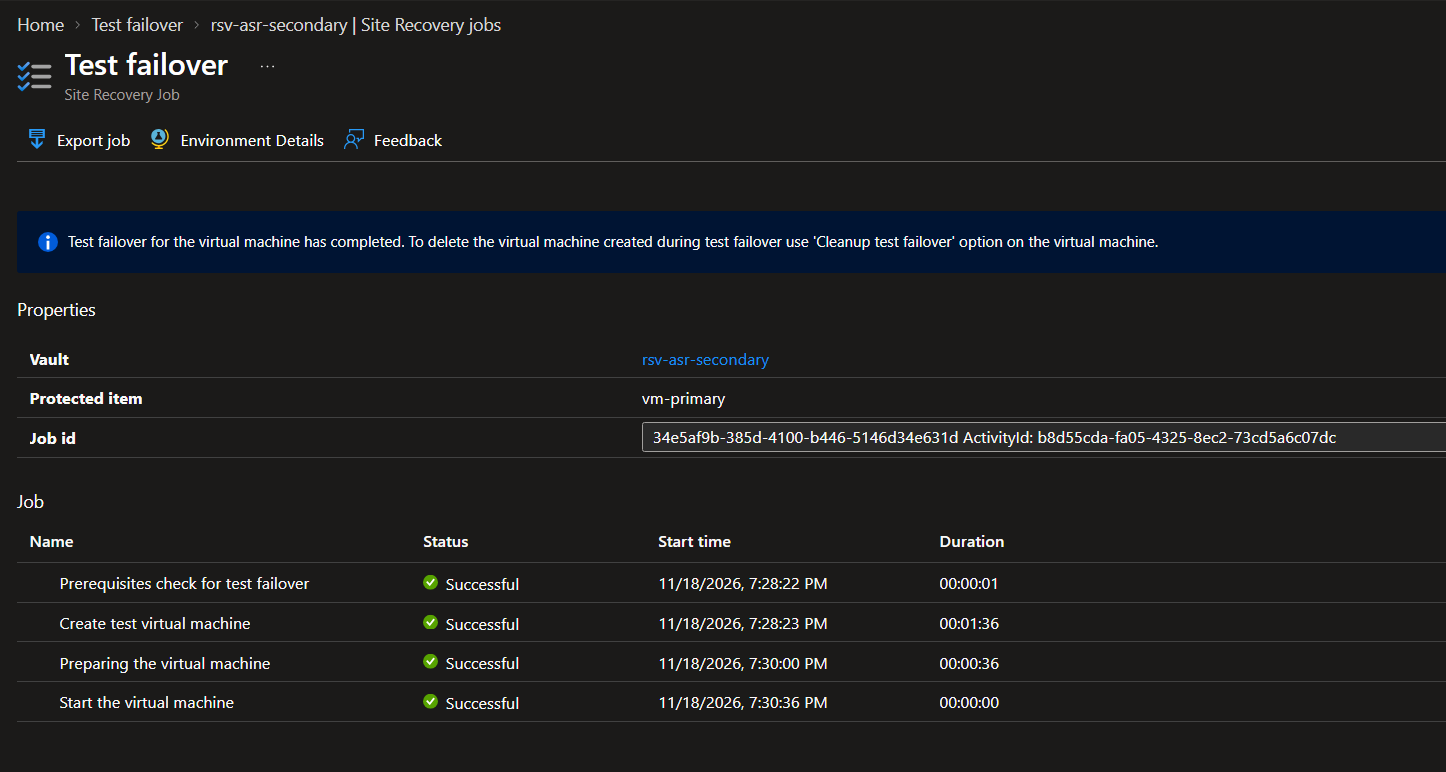 Home > Test failover > rsv-asr-secondary | Site Recovery jobs
Test failover ...
Site Recovery Job
Export job Environment Details Feedback
Test failover for the virtual machine has completed. To delete the virtual machine created during test failover use 'Cleanup test failover' option on the virtual machine.
Properties
Vault rsv-asr-secondary
Protected item vm-primary
Job id 34e5af9b-385d-4100-b446-5146d34e631d ActivityId: b8d55cda-fa05-4325-8ec2-73cd5a6c07dc
Job
Name Status Start time Duration
Prerequisites check for test failover Successful 11/18/2026, 7:28:22 PM 00:00:01
Create test virtual machine Successful 11/18/2026, 7:28:23 PM 00:01:36
Preparing the virtual machine Successful 11/18/2026, 7:30:00 PM 00:00:36
Start the virtual machine Successful 11/18/2026, 7:30:36 PM 00:00:00